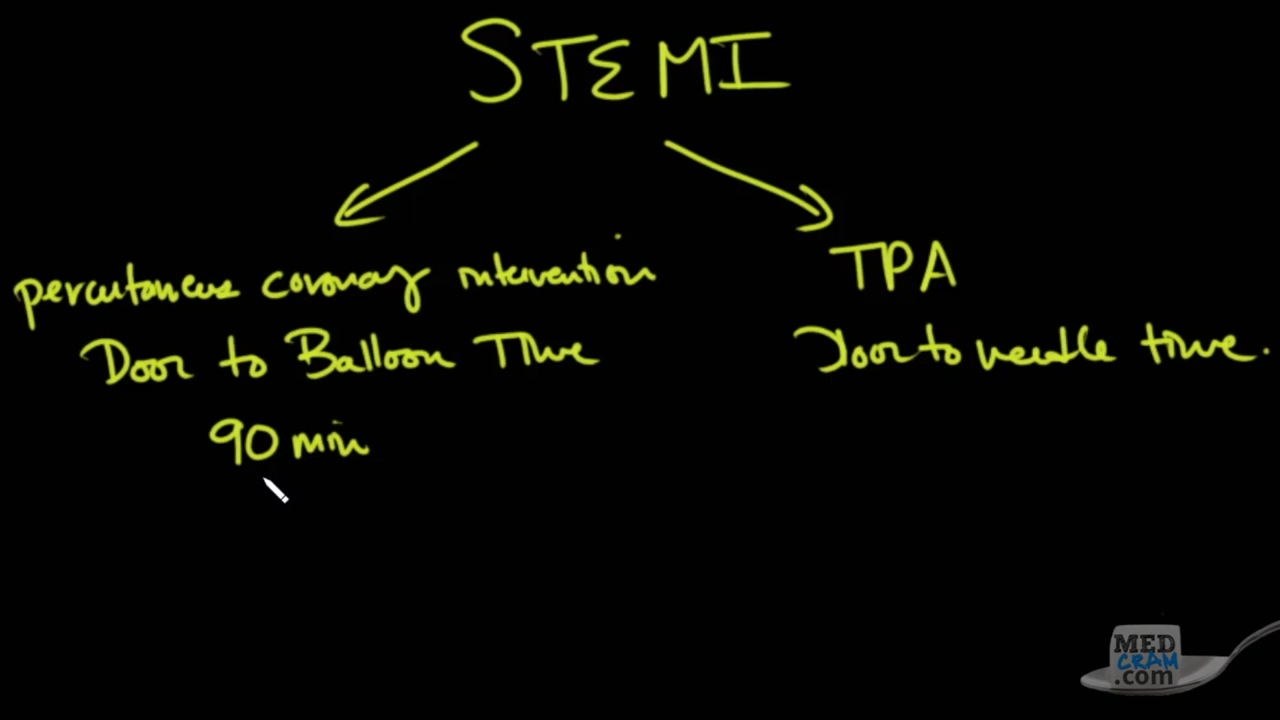 STEMI
percutaneous coronary intervention
TPA
Door to Balloon Time
Door to needle time.
90 min
MED
CRAM
.com